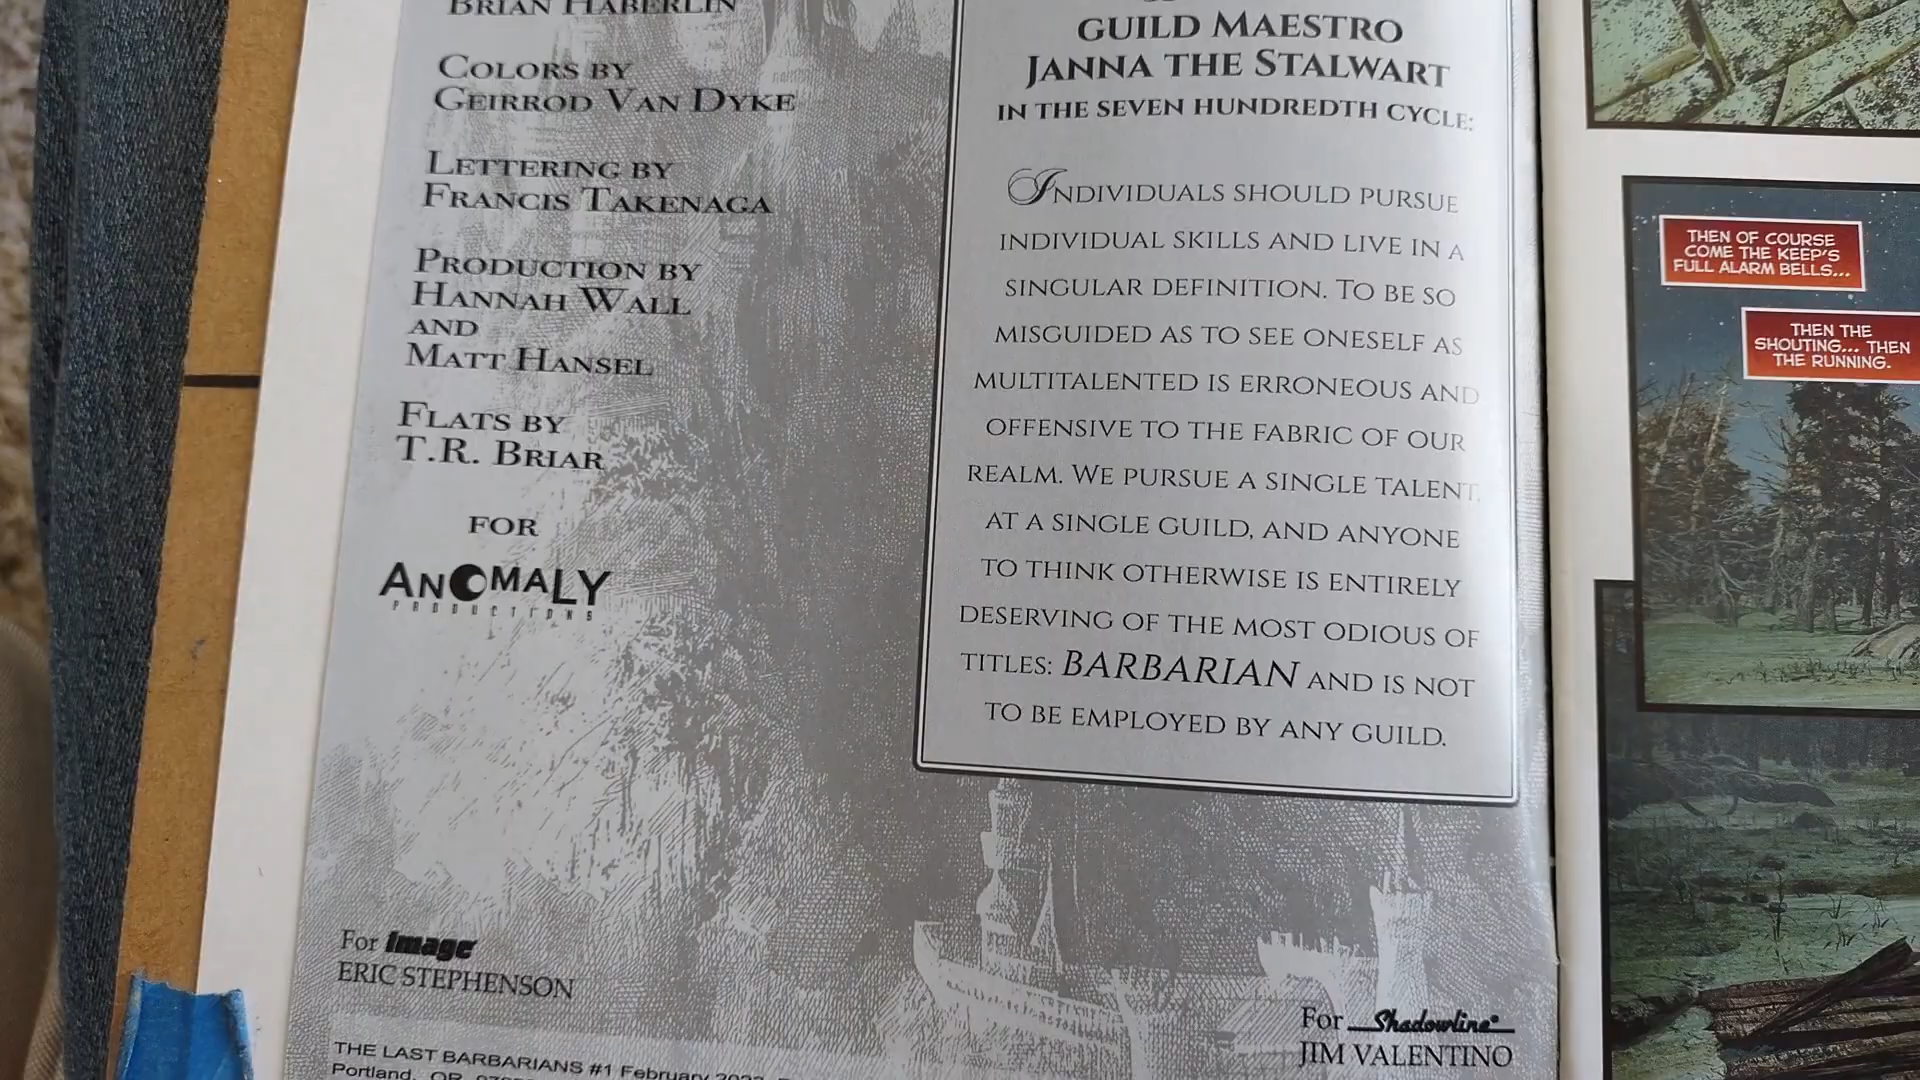 BRIAN HABERLIN
COLORS BY
GEIRROD VAN DYKE
LETTERING BY
FRANCIS TAKENAGA
PRODUCTION BY
HANNAH WALL
AND
MATT HANSEL
FLATS BY
T.R. BRIAR
FOR
ANOMALY
PRODUCTIONS
For image
ERIC STEPHENSON
THE LAST BARBARIANS #1 February
Portland, OR
GUILD MAESTRO
JANNA THE STALWART
IN THE SEVEN HUNDREDTH CYCLE:
INDIVIDUALS SHOULD PURSUE
INDIVIDUAL SKILLS AND LIVE IN A
SINGULAR DEFINITION. TO BE SO
MISGUIDED AS TO SEE ONESELF AS
MULTITALENTED IS ERRONEOUS AND
OFFENSIVE TO THE FABRIC OF OUR
REALM. WE PURSUE A SINGLE TALENT,
AT A SINGLE GUILD, AND ANYONE
TO THINK OTHERWISE IS ENTIRELY
DESERVING OF THE MOST ODIOUS OF
TITLES: BARBARIAN AND IS NOT
TO BE EMPLOYED BY ANY GUILD.
For Shadowline
JIM VALENTINO
THEN OF COURSE
COME THE KEEP'S
FULL ALARM BELLS...
THEN THE
SHOUTING... THEN
THE RUNNING.